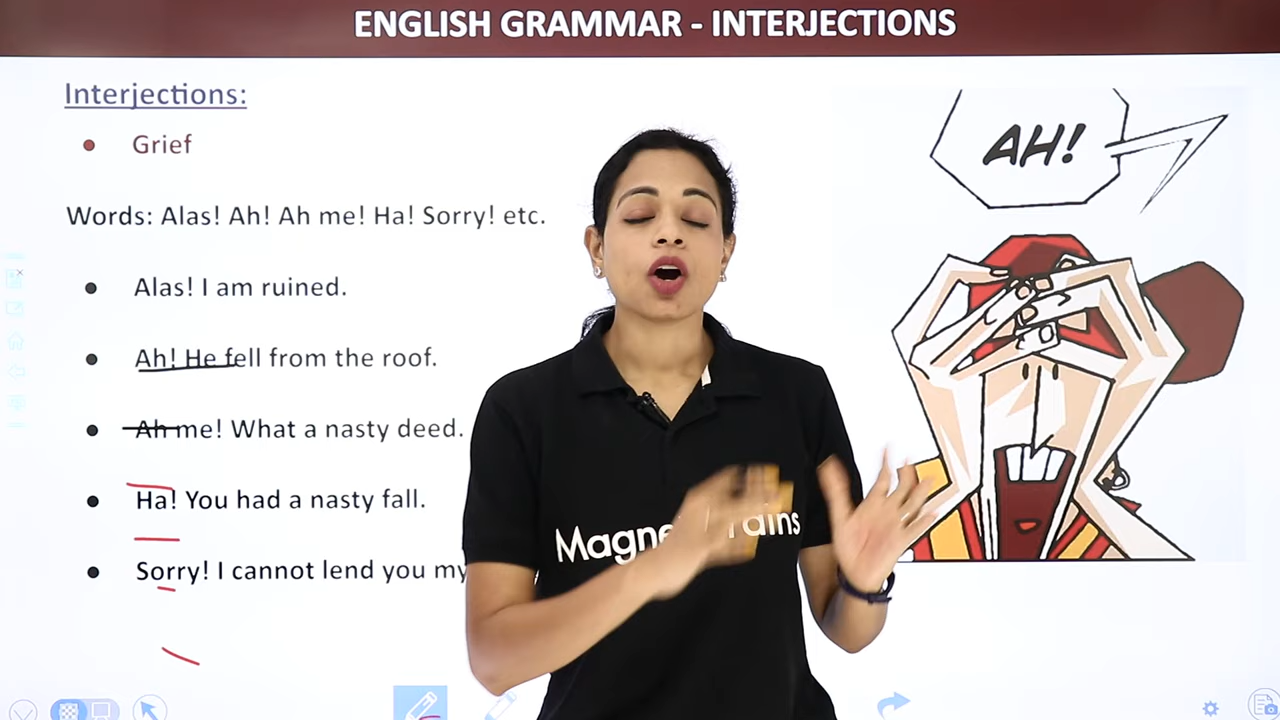 ENGLISH GRAMMAR - INTERJECTIONS
Interjections:
• Grief
Words: Alas! Ah! Ah me! Ha! Sorry! etc.
• Alas! I am ruined.
• Ah! He fell from the roof.
• Ah me! What a nasty deed.
• Ha! You had a nasty fall.
• Sorry! I cannot lend you my
AH!